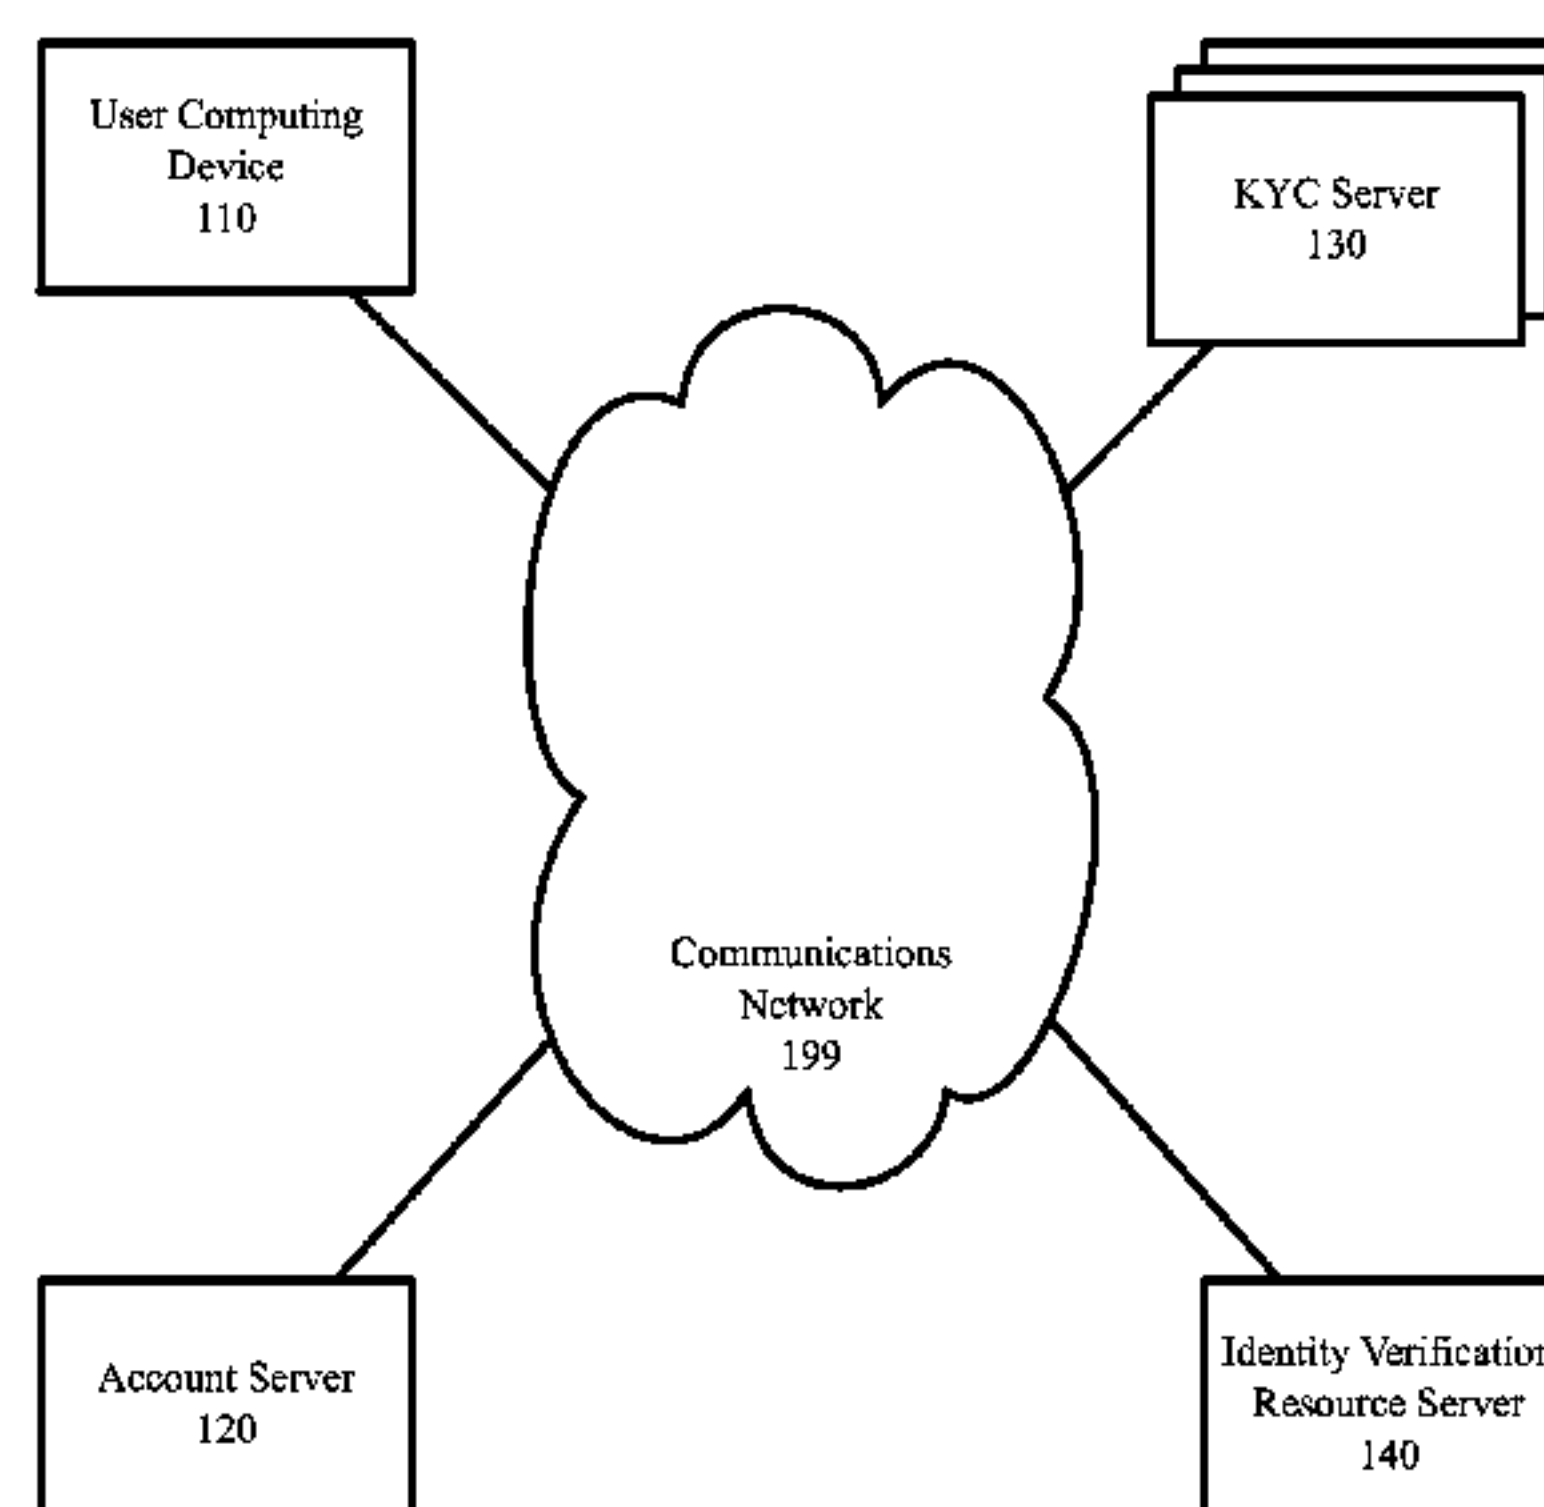 User Computing
Device
110
KYC Server
130
Communications
Network
199
Account Server
120
Identity Verification
Resource Server
140